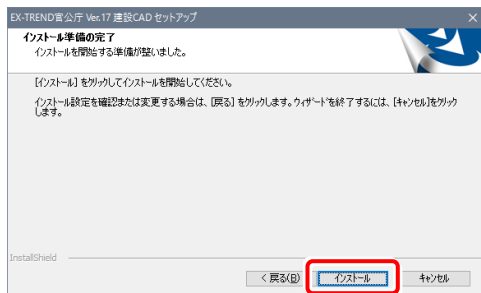 EX-TREND官公庁 Ver.17 建設CAD セットアップ
インストール準備の完了
インストールを開始する準備が整いました。
[インストール] をクリックしてインストールを開始してください。
インストール設定を確認または変更する場合は、[戻る] をクリックします。ウィザードを終了するには、[キャンセル]をクリック
します。
InstallShield
< 戻る(B)
インストール
キャンセル